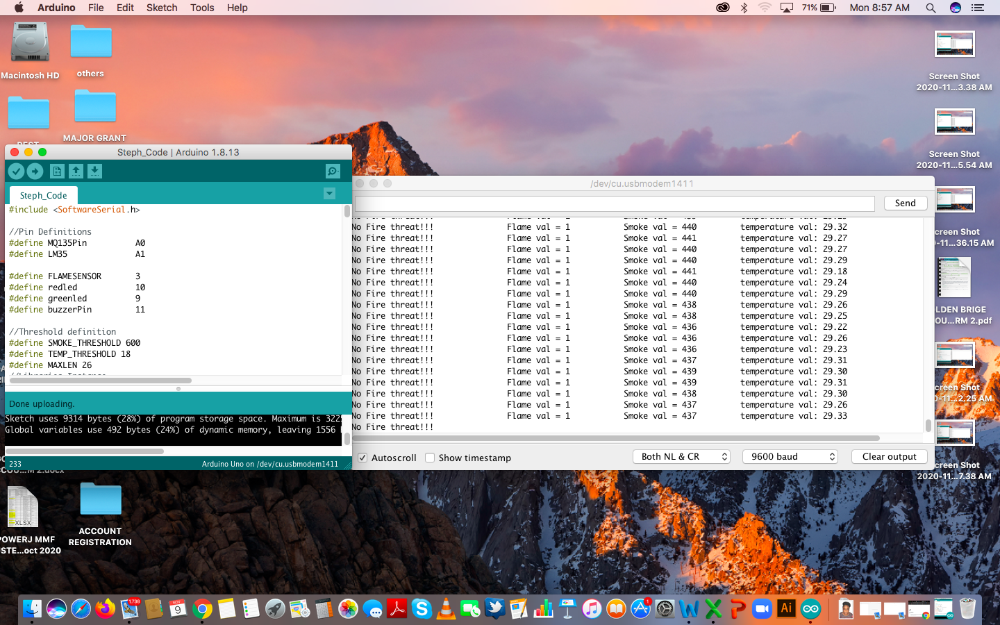 Arduino File Edit Sketch Tools Help 71% Mon 8:57 AM
Macintosh HD
others
MAJOR GRANT
Screen Shot
2020-11...3.38 AM
Screen Shot
2020-11...5.54 AM
Screen Shot
0-11...36.15 AM
OLDEN BRIGE
OU...RM 2.pdf
creen Shot
0-11...2.25 AM
creen Shot
2020-11...7.38 AM
Steph_Code | Arduino 1.8.13
Steph_Code
#include <SoftwareSerial.h>
//Pin Definitions
#define MQ135Pin A0
#define LM35 A1
#define FLAMESENSOR 3
#define redled 10
#define greenled 9
#define buzzerPin 11
//Threshold definition
#define SMOKE_THRESHOLD 600
#define TEMP_THRESHOLD 18
#define MAXLEN 26
Done uploading.
Sketch uses 9314 bytes (28%) of program storage space. Maximum is 322
Global variables use 492 bytes (24%) of dynamic memory, leaving 1556
233 Arduino Uno on /dev/cu.usbmodem1411
/dev/cu.usbmodem1411
Send
No Fire threat!!! Flame val = 1 Smoke val = 440 temperature val: 29.32
No Fire threat!!! Flame val = 1 Smoke val = 441 temperature val: 29.27
No Fire threat!!! Flame val = 1 Smoke val = 440 temperature val: 29.27
No Fire threat!!! Flame val = 1 Smoke val = 440 temperature val: 29.29
No Fire threat!!! Flame val = 1 Smoke val = 441 temperature val: 29.18
No Fire threat!!! Flame val = 1 Smoke val = 440 temperature val: 29.24
No Fire threat!!! Flame val = 1 Smoke val = 440 temperature val: 29.29
No Fire threat!!! Flame val = 1 Smoke val = 438 temperature val: 29.26
No Fire threat!!! Flame val = 1 Smoke val = 438 temperature val: 29.25
No Fire threat!!! Flame val = 1 Smoke val = 436 temperature val: 29.22
No Fire threat!!! Flame val = 1 Smoke val = 436 temperature val: 29.26
No Fire threat!!! Flame val = 1 Smoke val = 436 temperature val: 29.23
No Fire threat!!! Flame val = 1 Smoke val = 437 temperature val: 29.31
No Fire threat!!! Flame val = 1 Smoke val = 439 temperature val: 29.30
No Fire threat!!! Flame val = 1 Smoke val = 439 temperature val: 29.31
No Fire threat!!! Flame val = 1 Smoke val = 438 temperature val: 29.30
No Fire threat!!! Flame val = 1 Smoke val = 437 temperature val: 29.26
No Fire threat!!! Flame val = 1 Smoke val = 437 temperature val: 29.33
No Fire threat!!!
Autoscroll Show timestamp Both NL & CR 9600 baud Clear output
XLSX
POWERJ MMF
STE...oct 2020
ACCOUNT
REGISTRATION
1,738
NOV
9
1
Ai